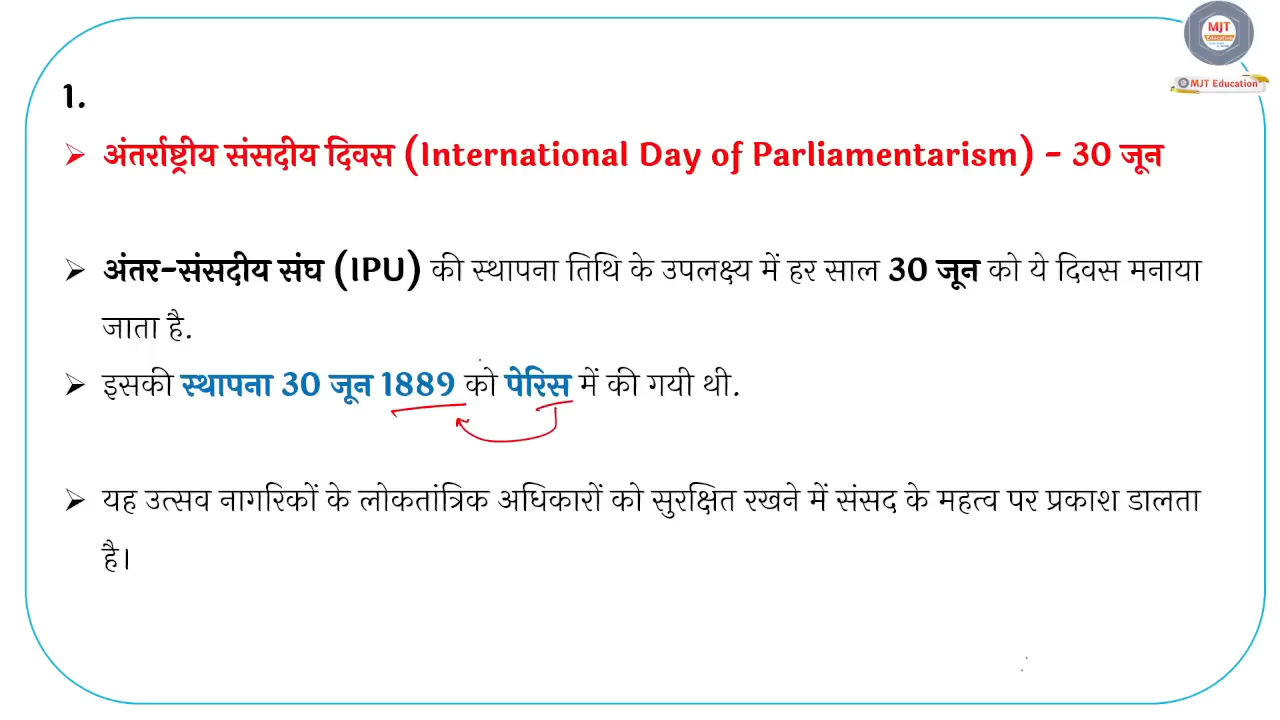 MJT
Education
MJT Education
1.
➢ अंतर्राष्ट्रीय संसदीय दिवस (International Day of Parliamentarism) - 30 जून
➢ अंतर-संसदीय संघ (IPU) की स्थापना तिथि के उपलक्ष्य में हर साल 30 जून को ये दिवस मनाया
जाता है.
➢ इसकी स्थापना 30 जून 1889 को पेरिस में की गयी थी.
➢ यह उत्सव नागरिकों के लोकतांत्रिक अधिकारों को सुरक्षित रखने में संसद के महत्व पर प्रकाश डालता
है।